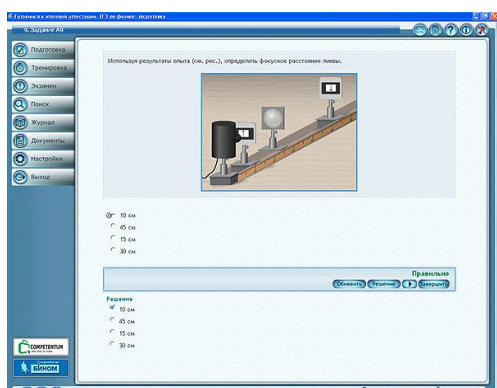 Готовимся к итоговой аттестации. ЕГЭ по физике: подготовка
9. Задание А9
Подготовка
Тренировка
Экзамен
Поиск
Журнал
Документы
Настройки
Выход
Используя результаты опыта (см. рис.), определить фокусное расстояние линзы.
10 см
45 см
15 см
30 см
Правильно
Обновить Решение Завершить
Решение
10 см
45 см
15 см
30 см
COMPETENTUM
БИНОМ